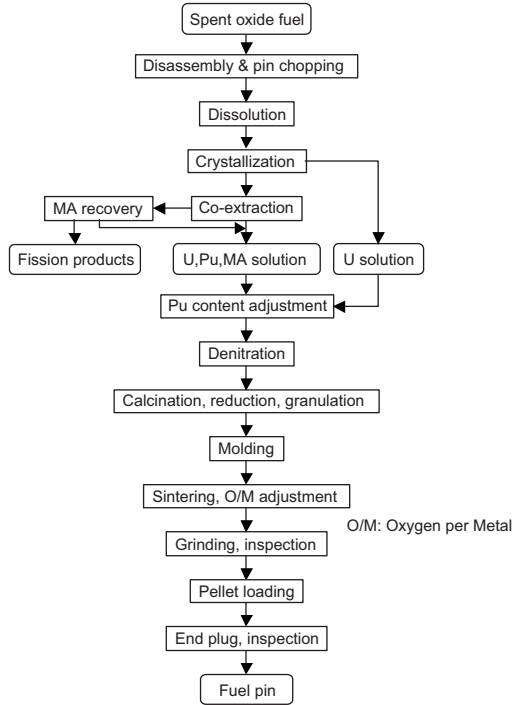 Spent oxide fuel
Disassembly & pin chopping
Dissolution
Crystallization
MA recovery
Co-extraction
Fission products
U,Pu,MA solution
U solution
Pu content adjustment
Denitration
Calcination, reduction, granulation
Molding
Sintering, O/M adjustment
O/M: Oxygen per Metal
Grinding, inspection
Pellet loading
End plug, inspection
Fuel pin